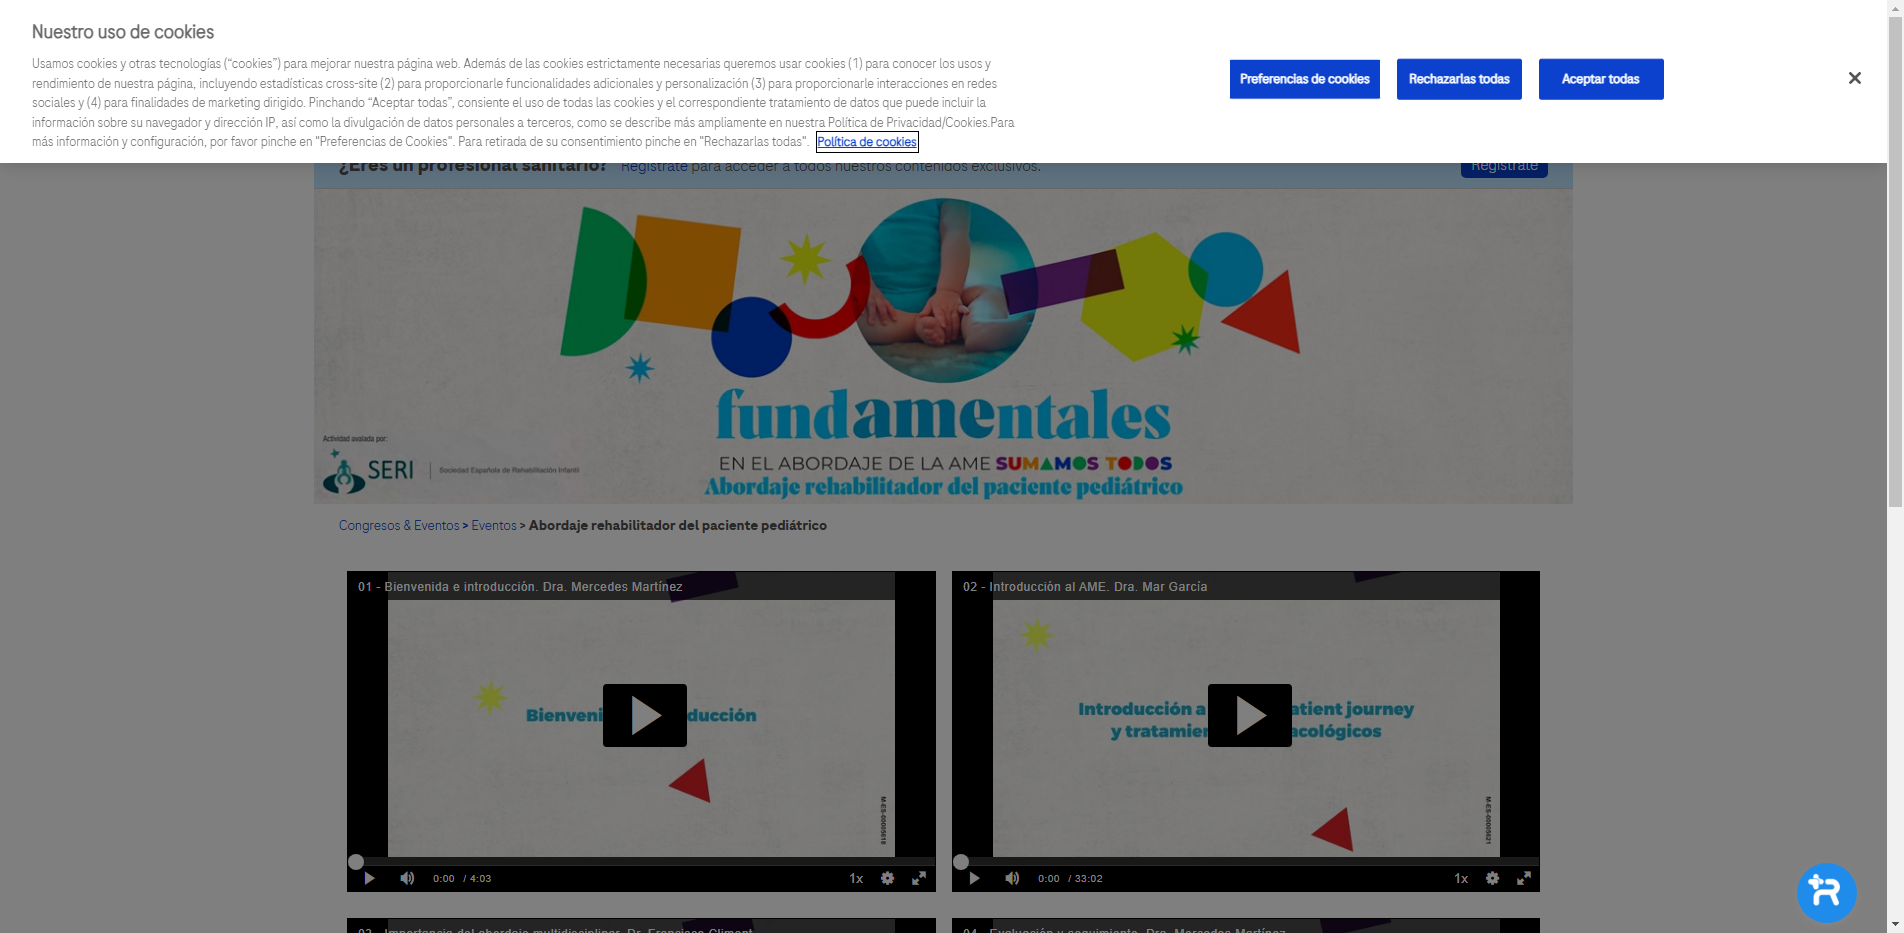 Nuestro uso de cookies
Usamos cookies y otras tecnologías (“cookies”) para mejorar nuestra página web. Además de las cookies estrictamente necesarias queremos usar cookies (1) para conocer los usos y
rendimiento de nuestra página, incluyendo estadísticas cross-site (2) para proporcionarle funcionalidades adicionales y personalización (3) para proporcionarle interacciones en redes
sociales y (4) para finalidades de marketing dirigido. Pinchando “Aceptar todas”, consiente el uso de todas las cookies y el correspondiente tratamiento de datos que puede incluir la
información sobre su navegador y dirección IP, así como la divulgación de datos personales a terceros, como se describe más ampliamente en nuestra Política de Privacidad/Cookies.Para
más información y configuración, por favor pinche en "Preferencias de Cookies". Para retirada de su consentimiento pinche en "Rechazarlas todas". Política de cookies
Preferencias de cookies
Rechazarlas todas
Aceptar todas
¿Eres un profesional sanitario? Regístrate para acceder a todos nuestros contenidos exclusivos.
Regístrate
fundamentales
EN EL ABORDAJE DE LA AME SUMAMOS TODOS
Abordaje rehabilitador del paciente pediátrico
Actividad avalada por:
SERI
Sociedad Española de Rehabilitación Infantil
Congresos & Eventos > Eventos > Abordaje rehabilitador del paciente pediátrico
01 - Bienvenida e introducción. Dra. Mercedes Martínez
M-ES-00005618
0:00 / 4:03
1x
02 - Introducción al AME. Dra. Mar García
M-ES-00005621
0:00 / 33:02
1x
03 - Importancia del abordaje multidisciplinar. Dr. Francisco Climent
04 - Evaluación y seguimiento. Dra. Mercedes Martínez